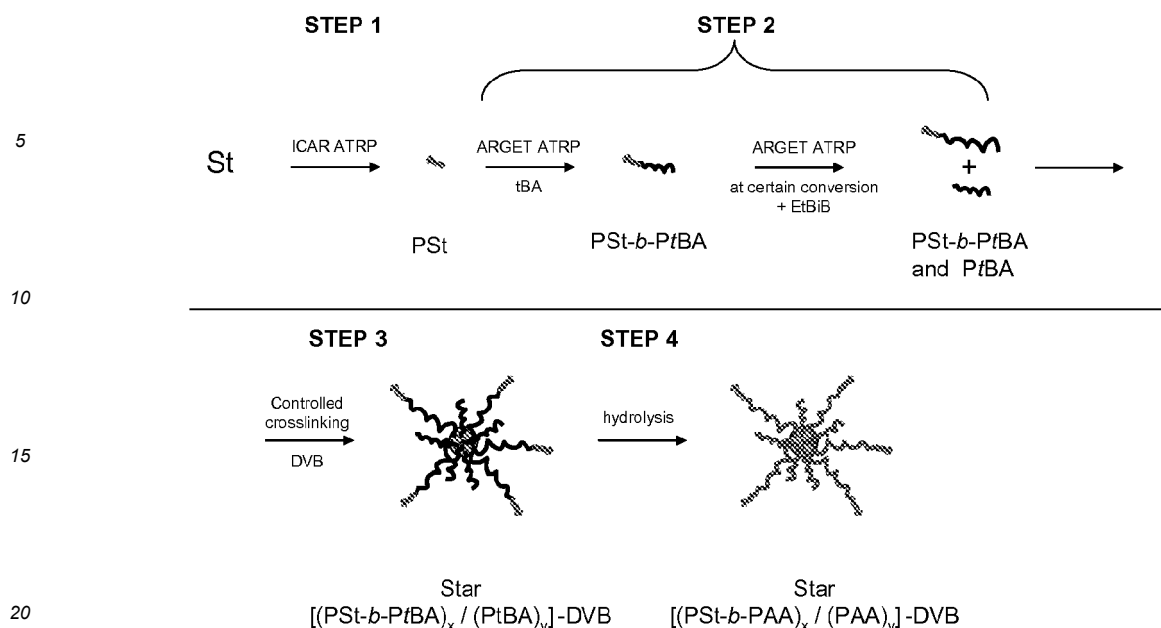 STEP 1
STEP 2
5
St
ICAR ATRP
ARGET ATRP
tBA
ARGET ATRP
at certain conversion
+ EtBiB
+
PSt
PSt-b-PtBA
PSt-b-PtBA
and PtBA
10
STEP 3
STEP 4
Controlled
crosslinking
DVB
hydrolysis
15
Star
[(PSt-b-PtBA)x / (PtBA)y]-DVB
Star
[(PSt-b-PAA)x / (PAA)y]-DVB
20